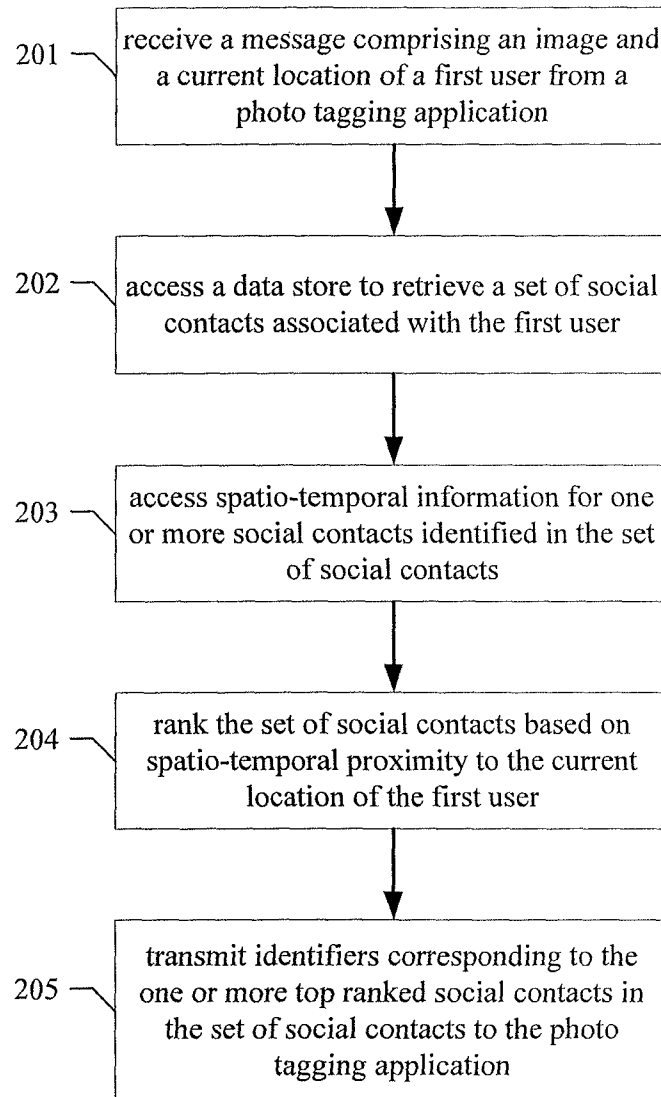 201
receive a message comprising an image and
a current location of a first user from a
photo tagging application
202
access a data store to retrieve a set of social
contacts associated with the first user
203
access spatio-temporal information for one
or more social contacts identified in the set
of social contacts
204
rank the set of social contacts based on
spatio-temporal proximity to the current
location of the first user
205
transmit identifiers corresponding to the
one or more top ranked social contacts in
the set of social contacts to the photo
tagging application